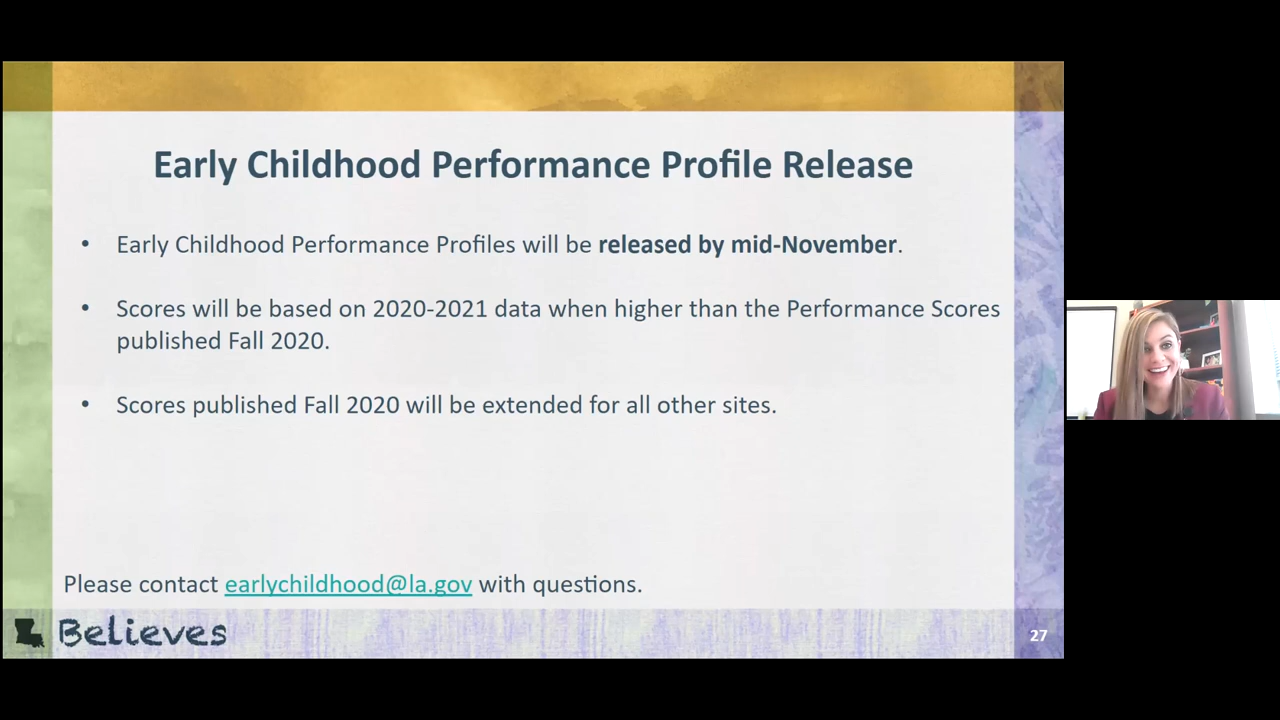 Early Childhood Performance Profile Release
• Early Childhood Performance Profiles will be released by mid-November.
• Scores will be based on 2020-2021 data when higher than the Performance Scores
published Fall 2020.
• Scores published Fall 2020 will be extended for all other sites.
Please contact earlychildhood@la.gov with questions.
Believes
27